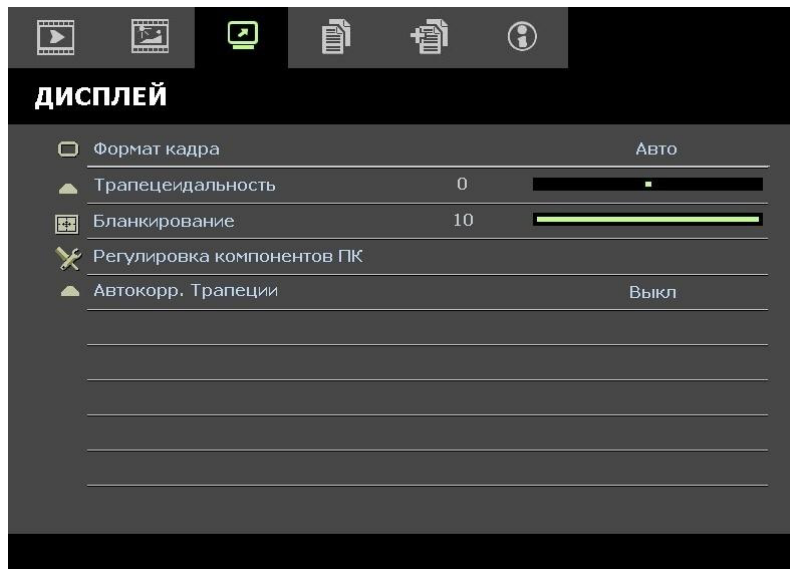 ДИСПЛЕЙ
Формат кадра Авто
Трапецеидальность 0
Бланкирование 10
Регулировка компонентов ПК
Автокорр. Трапеции Выкл